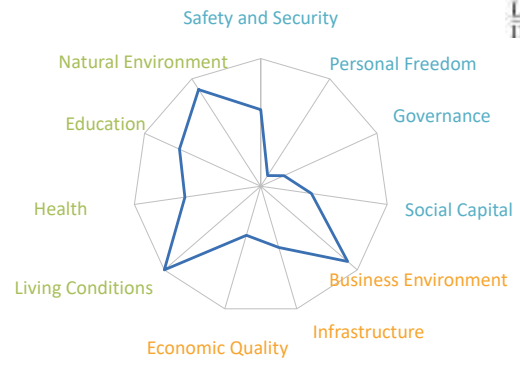 Safety and Security
Natural Environment
Personal Freedom
Education
Governance
Health
Social Capital
Living Conditions
Business Environment
Economic Quality
Infrastructure